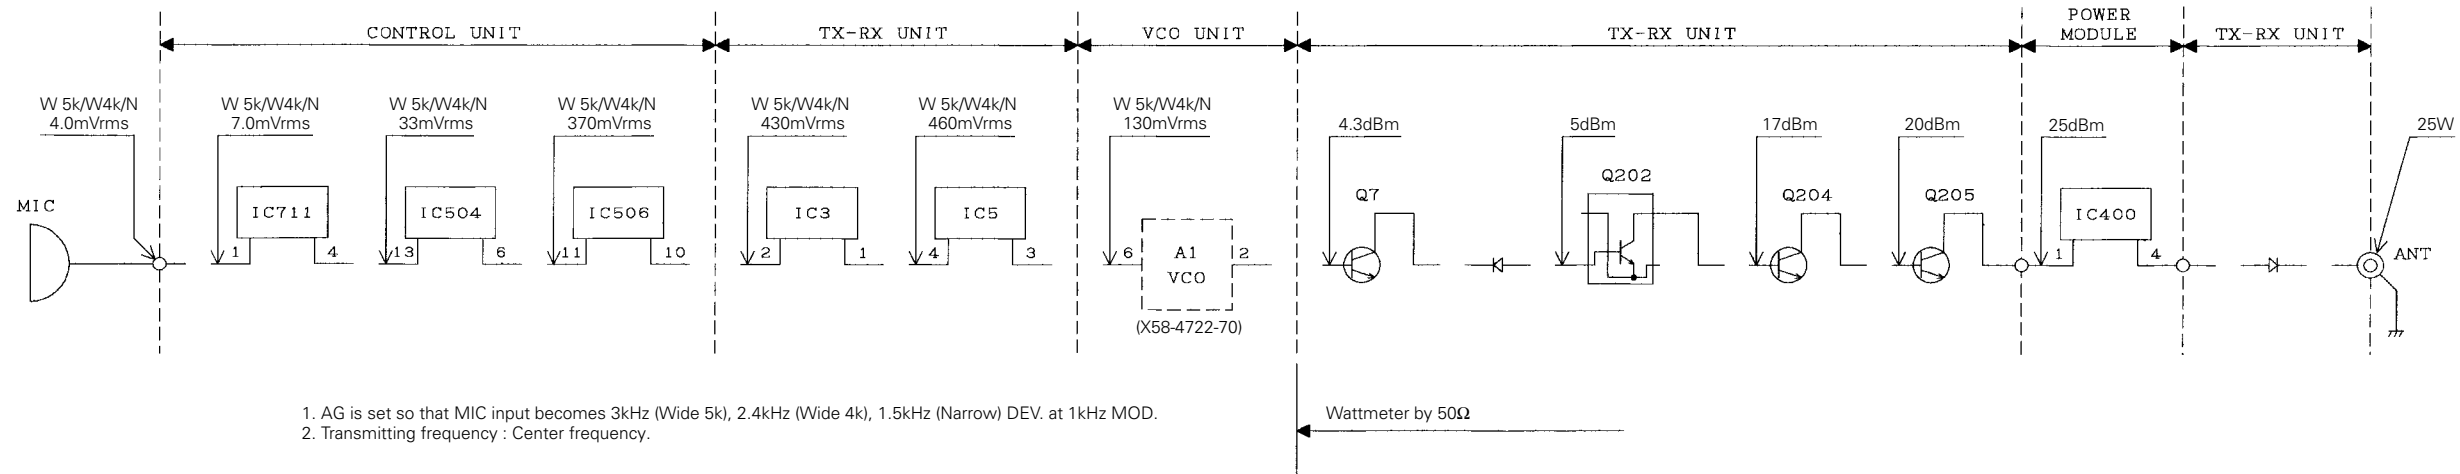 CONTROL UNIT
TX-RX UNIT
VCO UNIT
TX-RX UNIT
POWER
MODULE
TX-RX UNIT
W 5k/W4k/N
4.0mVrms
W 5k/W4k/N
7.0mVrms
W 5k/W4k/N
33mVrms
W 5k/W4k/N
370mVrms
W 5k/W4k/N
430mVrms
W 5k/W4k/N
460mVrms
W 5k/W4k/N
130mVrms
4.3dBm
5dBm
17dBm
20dBm
25dBm
25W
MIC
IC711
1
4
IC504
13
6
IC506
11
10
IC3
2
1
IC5
4
3
6
A1
VCO
2
(X58-4722-70)
Q7
Q202
Q204
Q205
IC400
1
4
ANT
1. AG is set so that MIC input becomes 3kHz (Wide 5k), 2.4kHz (Wide 4k), 1.5kHz (Narrow) DEV. at 1kHz MOD.
2. Transmitting frequency : Center frequency.
Wattmeter by 50Ω